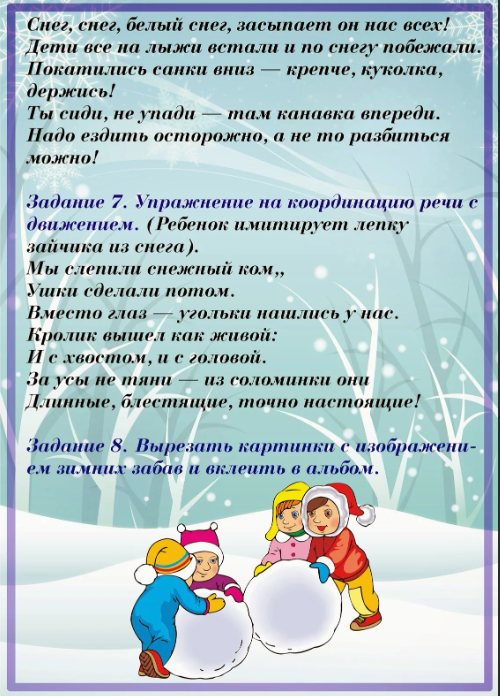 Снег, снег, белый снег, засыпает он нас всех!
Дети все на лыжи встали и по снегу побежали.
Покатились санки вниз — крепче, куколка,
держись!
Ты сиди, не упади — там канавка впереди.
Надо ездить осторожно, а не то разбиться
можно!
Задание 7. Упражнение на координацию речи с
движением. (Ребенок имитирует лепку
зайчика из снега).
Мы слепили снежный ком,,
Ушки сделали потом.
Вместо глаз — угольки нашлись у нас.
Кролик вышел как живой:
И с хвостом, и с головой.
За усы не тяни — из соломинки они
Длинные, блестящие, точно настоящие!
Задание 8. Вырезать картинки с изображени-
ем зимних забав и вклеить в альбом.